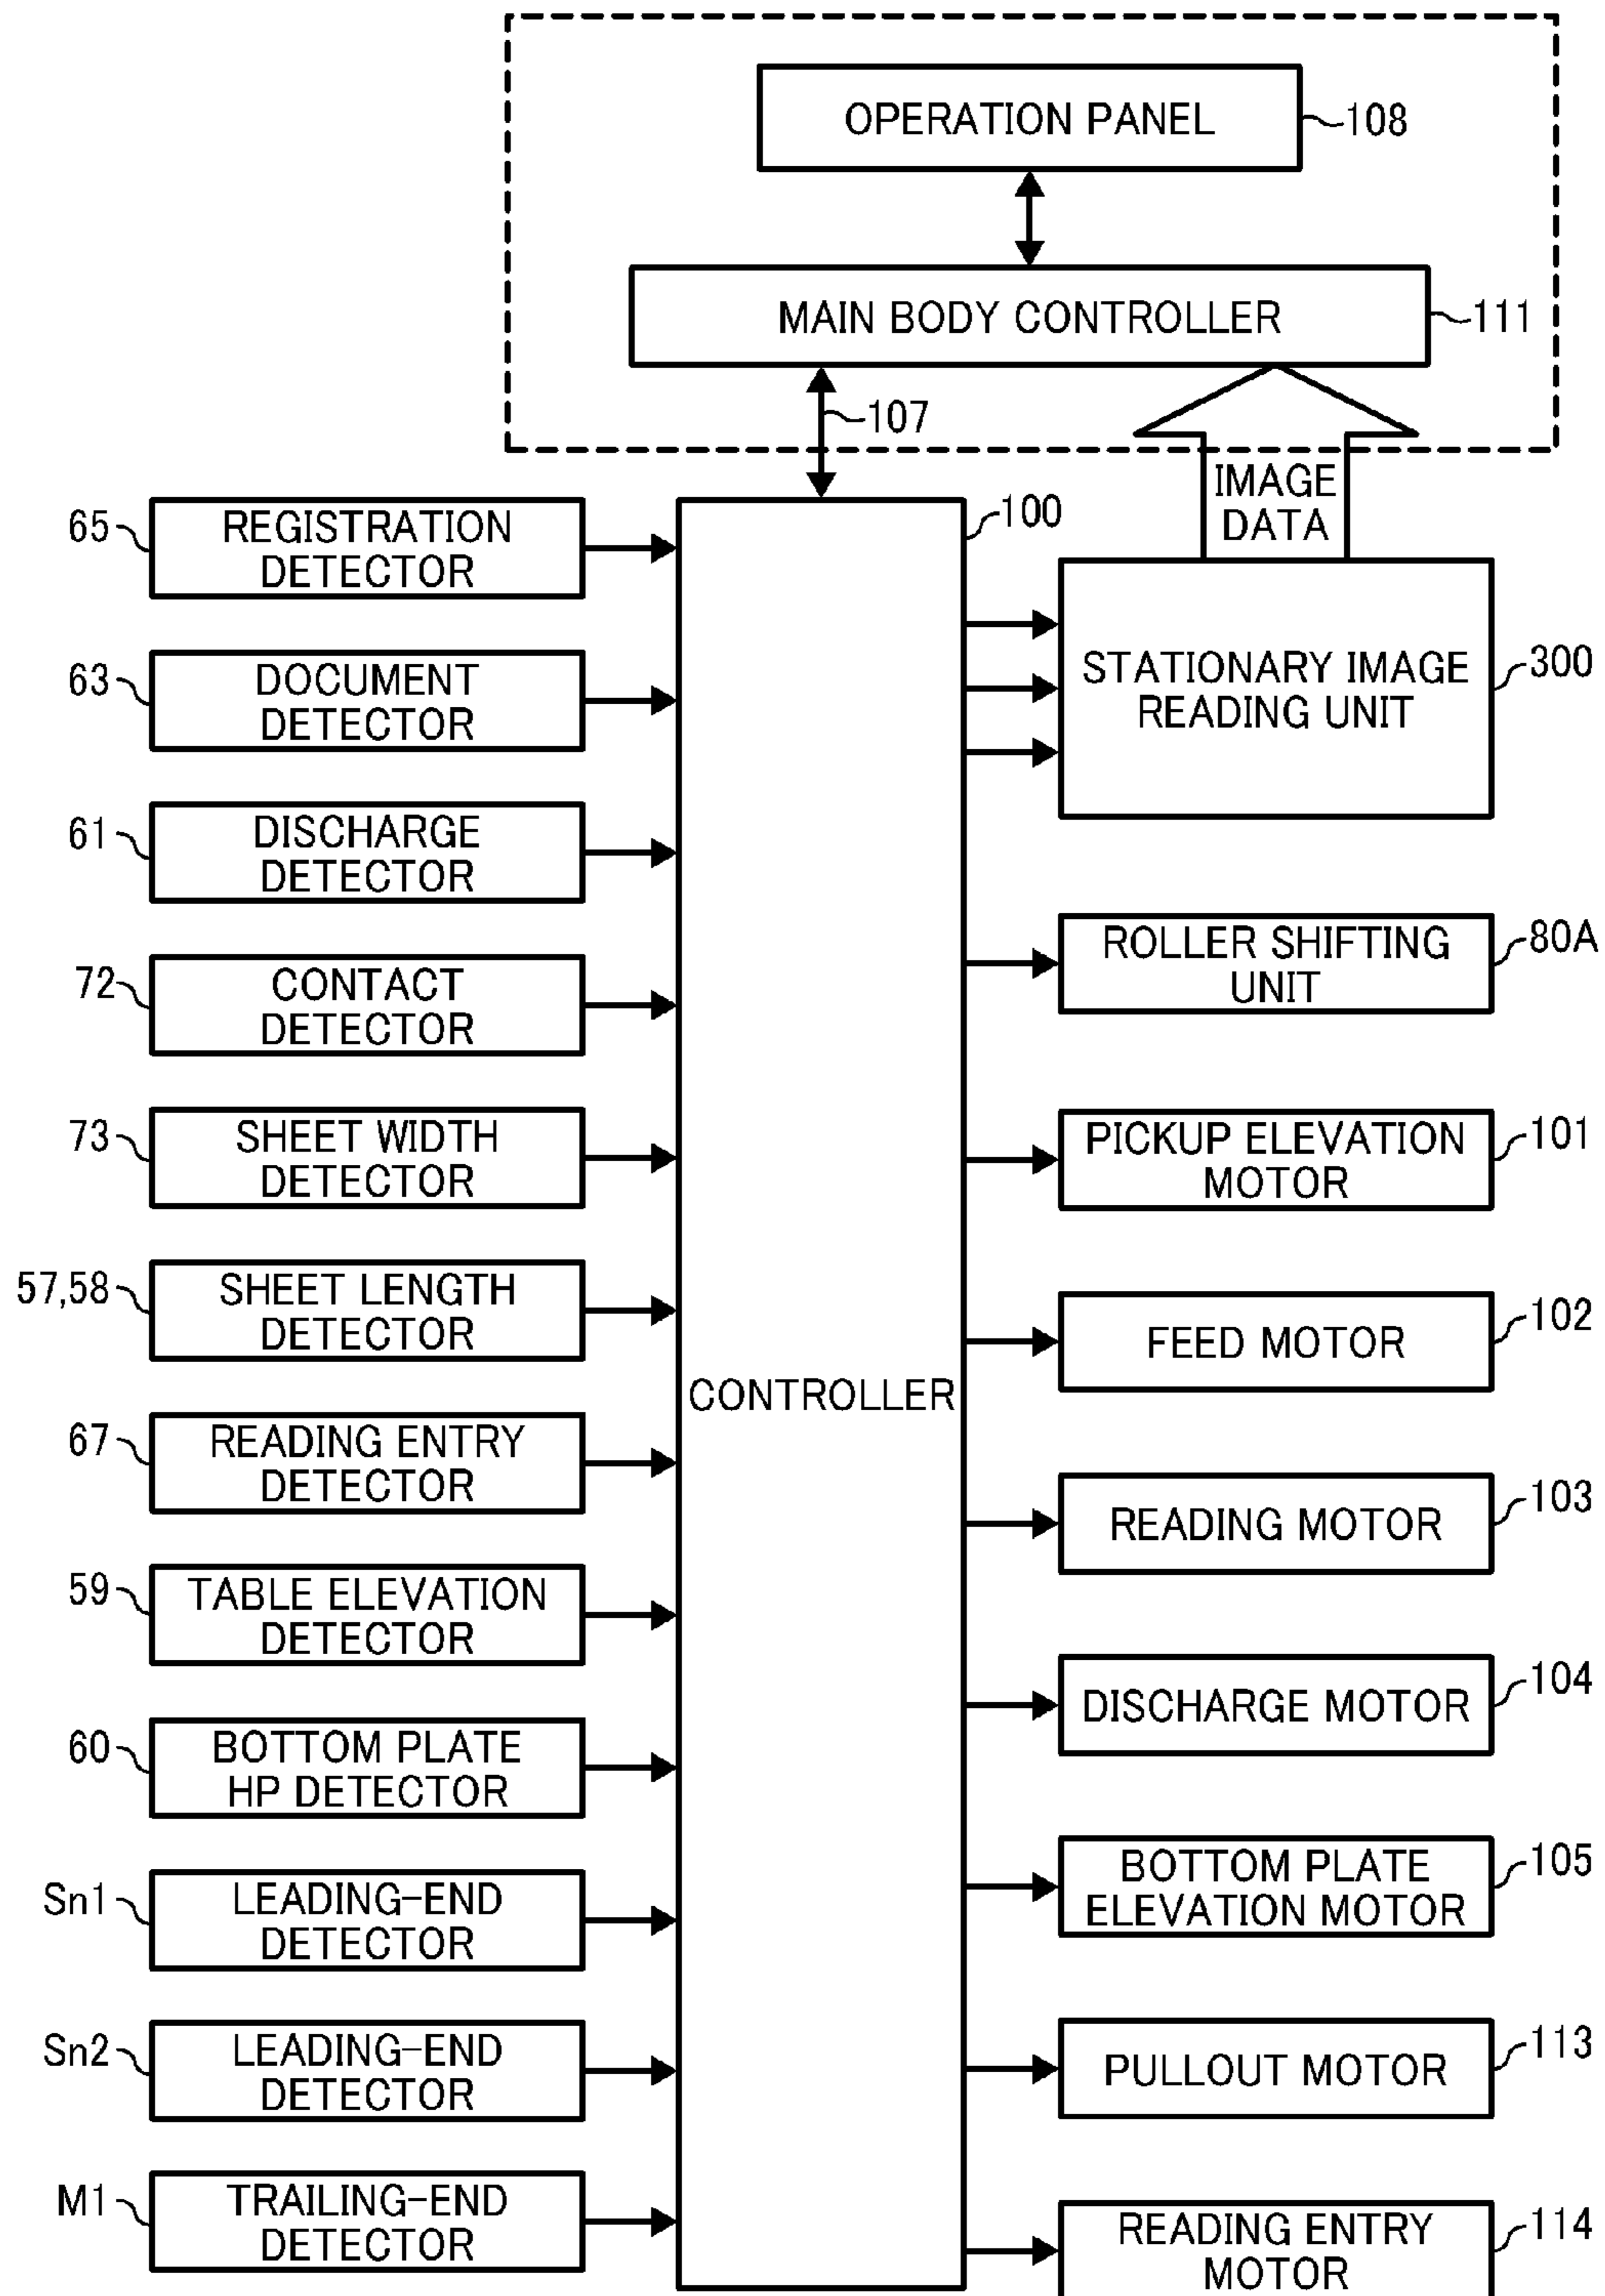 OPERATION PANEL
108
MAIN BODY CONTROLLER
111
107
IMAGE
DATA
65
REGISTRATION
DETECTOR
63
DOCUMENT
DETECTOR
61
DISCHARGE
DETECTOR
72
CONTACT
DETECTOR
73
SHEET WIDTH
DETECTOR
57,58
SHEET LENGTH
DETECTOR
67
READING ENTRY
DETECTOR
59
TABLE ELEVATION
DETECTOR
60
BOTTOM PLATE
HP DETECTOR
Sn1
LEADING-END
DETECTOR
Sn2
LEADING-END
DETECTOR
M1
TRAILING-END
DETECTOR
100
CONTROLLER
STATIONARY IMAGE
READING UNIT
300
ROLLER SHIFTING
UNIT
80A
PICKUP ELEVATION
MOTOR
101
FEED MOTOR
102
READING MOTOR
103
DISCHARGE MOTOR
104
BOTTOM PLATE
ELEVATION MOTOR
105
PULLOUT MOTOR
113
READING ENTRY
MOTOR
114